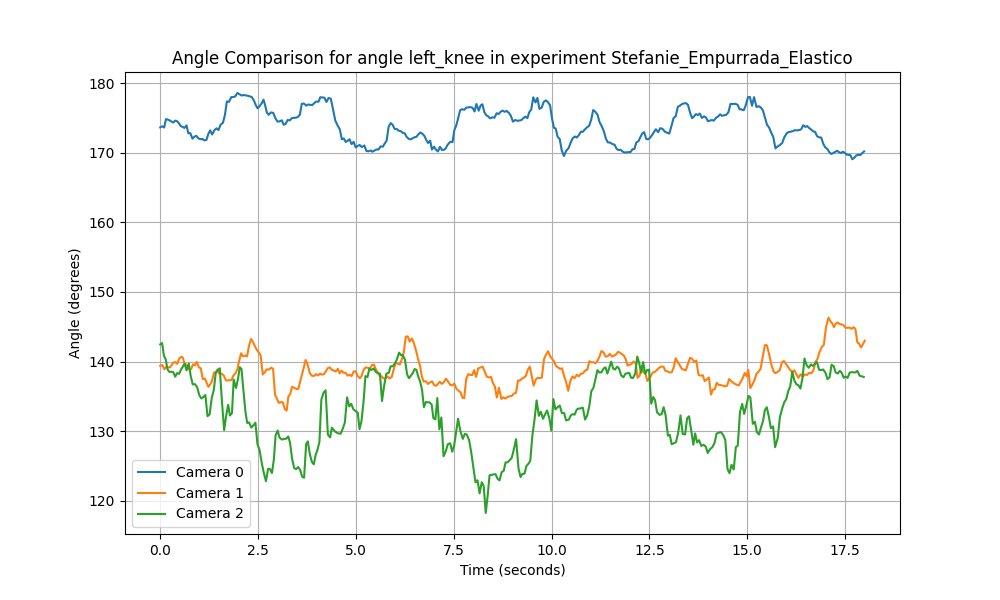 Angle Comparison for angle left_knee in experiment Stefanie_Empurrada_Elastico
180
170
160
150
140
130
120
Angle (degrees)
Camera 0
Camera 1
Camera 2
0.0 2.5 5.0 7.5 10.0 12.5 15.0 17.5
Time (seconds)